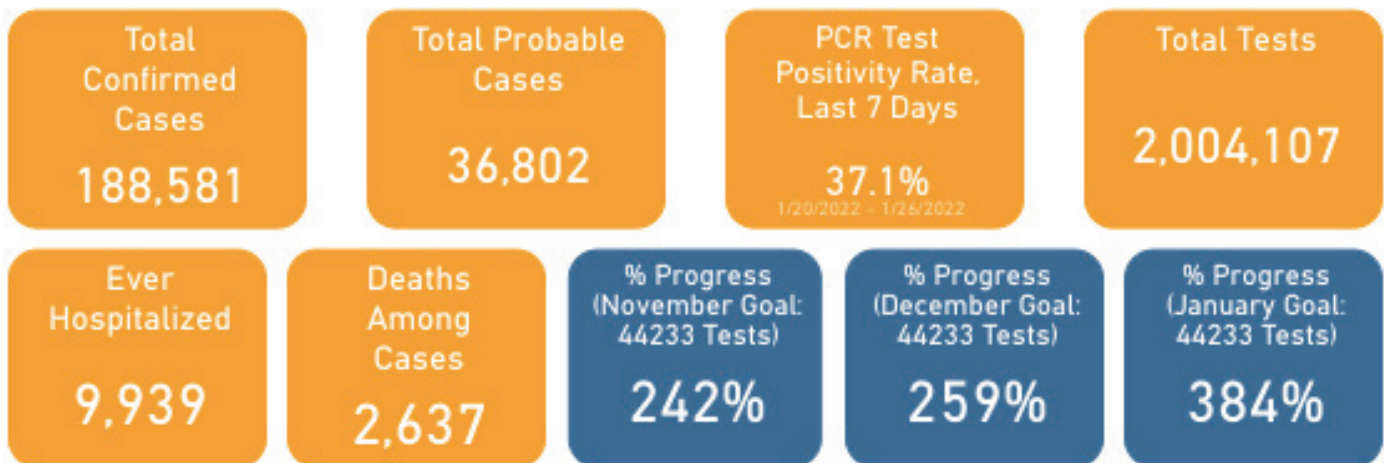 Total
Confirmed
Cases
188,581
Total Probable
Cases
36,802
PCR Test
Positivity Rate,
Last 7 Days
37.1%
1/20/2022 - 1/26/2022
Total Tests
2,004,107
Ever
Hospitalized
9,939
Deaths
Among
Cases
2,637
% Progress
(November Goal:
44233 Tests)
242%
% Progress
(December Goal:
44233 Tests)
259%
% Progress
(January Goal:
44233 Tests)
384%